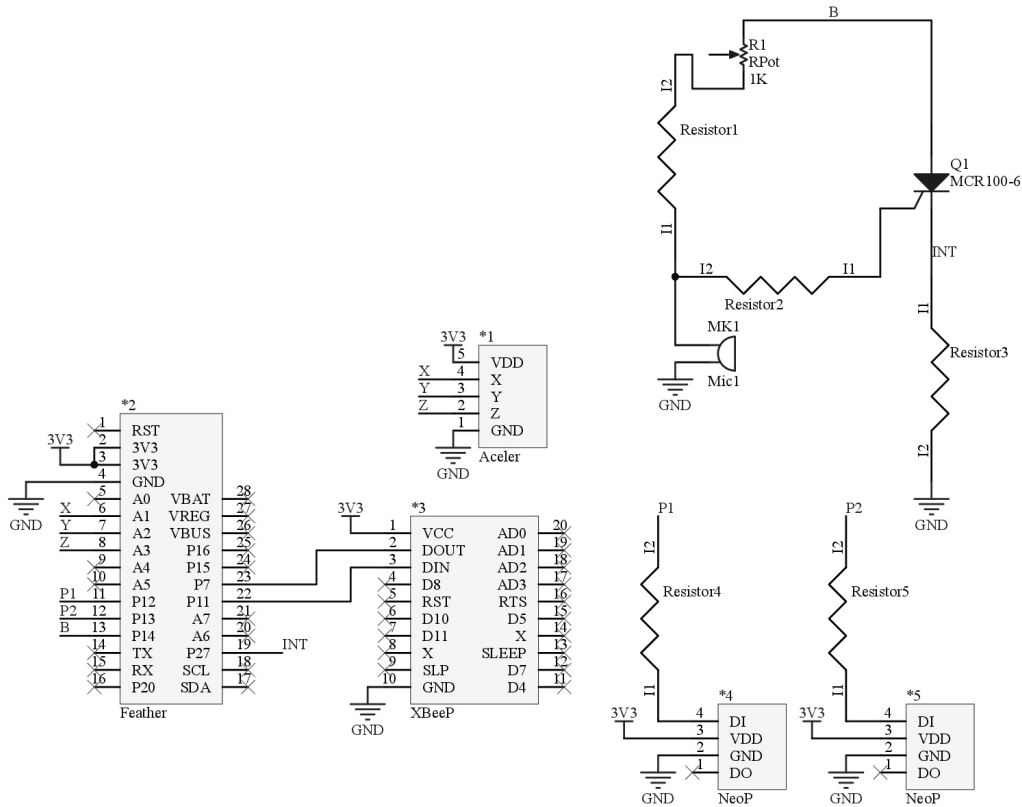 B
R1
RPot
1K
I2
Resistor1
I1
Q1
MCR100-6
INT
I2
I1
Resistor2
MK1
Mic1
GND
I1
Resistor3
I2
GND
*1
3V3
5 VDD
X 4 X
Y 3 Y
Z 2 Z
1 GND
GND
Aceler
*2
3V3
1 RST
2 3V3
3 3V3
4 GND
GND
5 A0 VBAT 28
X 6 A1 VREG 27
Y 7 A2 VBUS 26
Z 8 A3 P16 25
9 A4 P15 24
10 A5 P7 23
P1 11 P12 P11 22
P2 12 P13 A7 21
B 13 P14 A6 20
14 TX P27 19 INT
15 RX SCL 18
16 P20 SDA 17
Feather
*3
3V3
1 VCC AD0 20
2 DOUT AD1 19
3 DIN AD2 18
4 D8 AD3 17
5 RST RTS 16
6 D10 D5 15
7 D11 X 14
8 X SLEEP 13
9 SLP D7 12
10 GND D4 11
GND
XBeeP
P1
I2
Resistor4
I1
*4
3V3
4 DI
3 VDD
2 GND
1 DO
GND
NeoP
P2
I2
Resistor5
I1
*5
3V3
4 DI
3 VDD
2 GND
1 DO
GND
NeoP